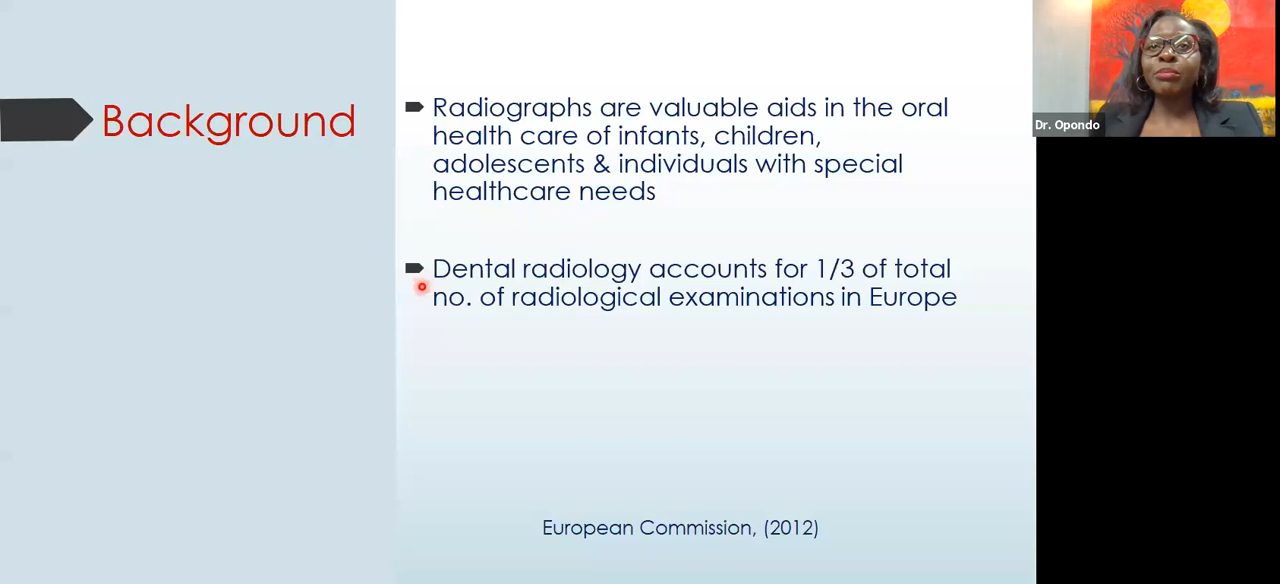 Background
Radiographs are valuable aids in the oral
health care of infants, children,
adolescents & individuals with special
healthcare needs
Dental radiology accounts for 1/3 of total
no. of radiological examinations in Europe
European Commission, (2012)
Dr. Opondo